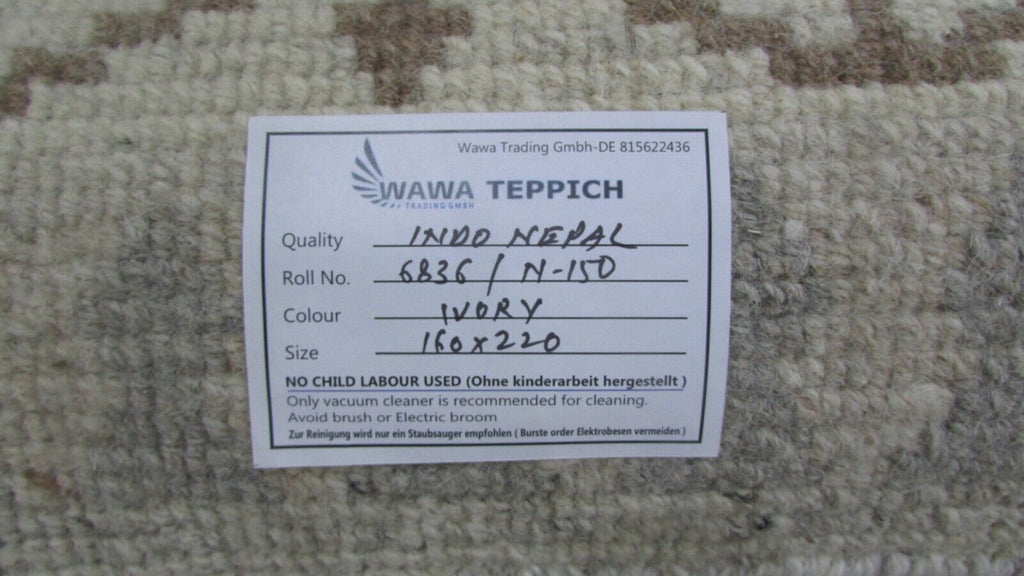 Wawa Trading Gmbh-DE 815622436
WAWA TEPPICH
TRADING GMBH
Quality INDO NEPAL
Roll No. 6836 / N-150
Colour IVORY
Size 160 x 220
NO CHILD LABOUR USED (Ohne kinderarbeit hergestellt )
Only vacuum cleaner is recommended for cleaning.
Avoid brush or Electric broom
Zur Reinigung wird nur ein Staubsauger empfohlen ( Burste order Elektrobesen vermeiden )